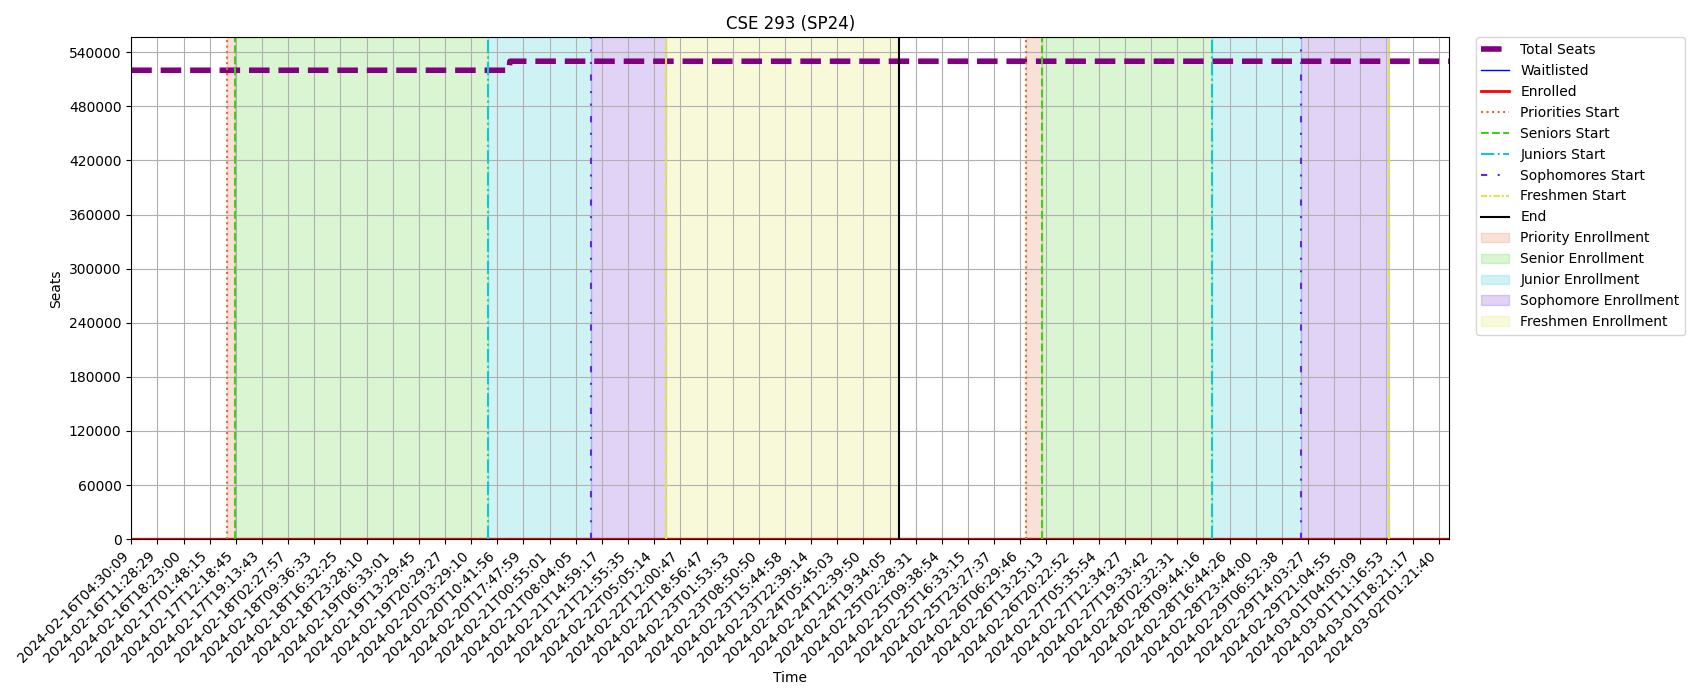 CSE 293 (SP24)
540000
480000
420000
360000
300000
240000
180000
120000
60000
0
Seats
2024-02-16T04:30:09
2024-02-16T11:28:29
2024-02-16T18:23:00
2024-02-17T01:48:15
2024-02-17T12:18:45
2024-02-17T19:13:43
2024-02-18T02:27:57
2024-02-18T09:36:33
2024-02-18T16:32:25
2024-02-18T23:28:10
2024-02-19T06:33:01
2024-02-19T13:29:45
2024-02-19T20:29:27
2024-02-20T03:29:10
2024-02-20T10:41:56
2024-02-20T17:47:59
2024-02-21T00:55:01
2024-02-21T08:04:05
2024-02-21T14:59:17
2024-02-21T21:55:35
2024-02-22T05:05:14
2024-02-22T12:00:47
2024-02-22T18:56:47
2024-02-23T01:53:53
2024-02-23T08:50:50
2024-02-23T15:44:58
2024-02-23T22:39:14
2024-02-24T05:45:03
2024-02-24T12:39:50
2024-02-24T19:34:05
2024-02-25T02:28:31
2024-02-25T09:38:54
2024-02-25T16:33:15
2024-02-25T23:27:37
2024-02-26T06:29:46
2024-02-26T13:25:13
2024-02-26T20:22:52
2024-02-27T05:35:54
2024-02-27T12:34:27
2024-02-27T19:33:42
2024-02-28T02:32:31
2024-02-28T09:44:16
2024-02-28T16:44:26
2024-02-28T23:44:00
2024-02-29T06:52:38
2024-02-29T14:03:27
2024-02-29T21:04:55
2024-03-01T04:05:09
2024-03-01T11:16:53
2024-03-01T18:21:17
2024-03-02T01:21:40
Time
Total Seats
Waitlisted
Enrolled
Priorities Start
Seniors Start
Juniors Start
Sophomores Start
Freshmen Start
End
Priority Enrollment
Senior Enrollment
Junior Enrollment
Sophomore Enrollment
Freshmen Enrollment